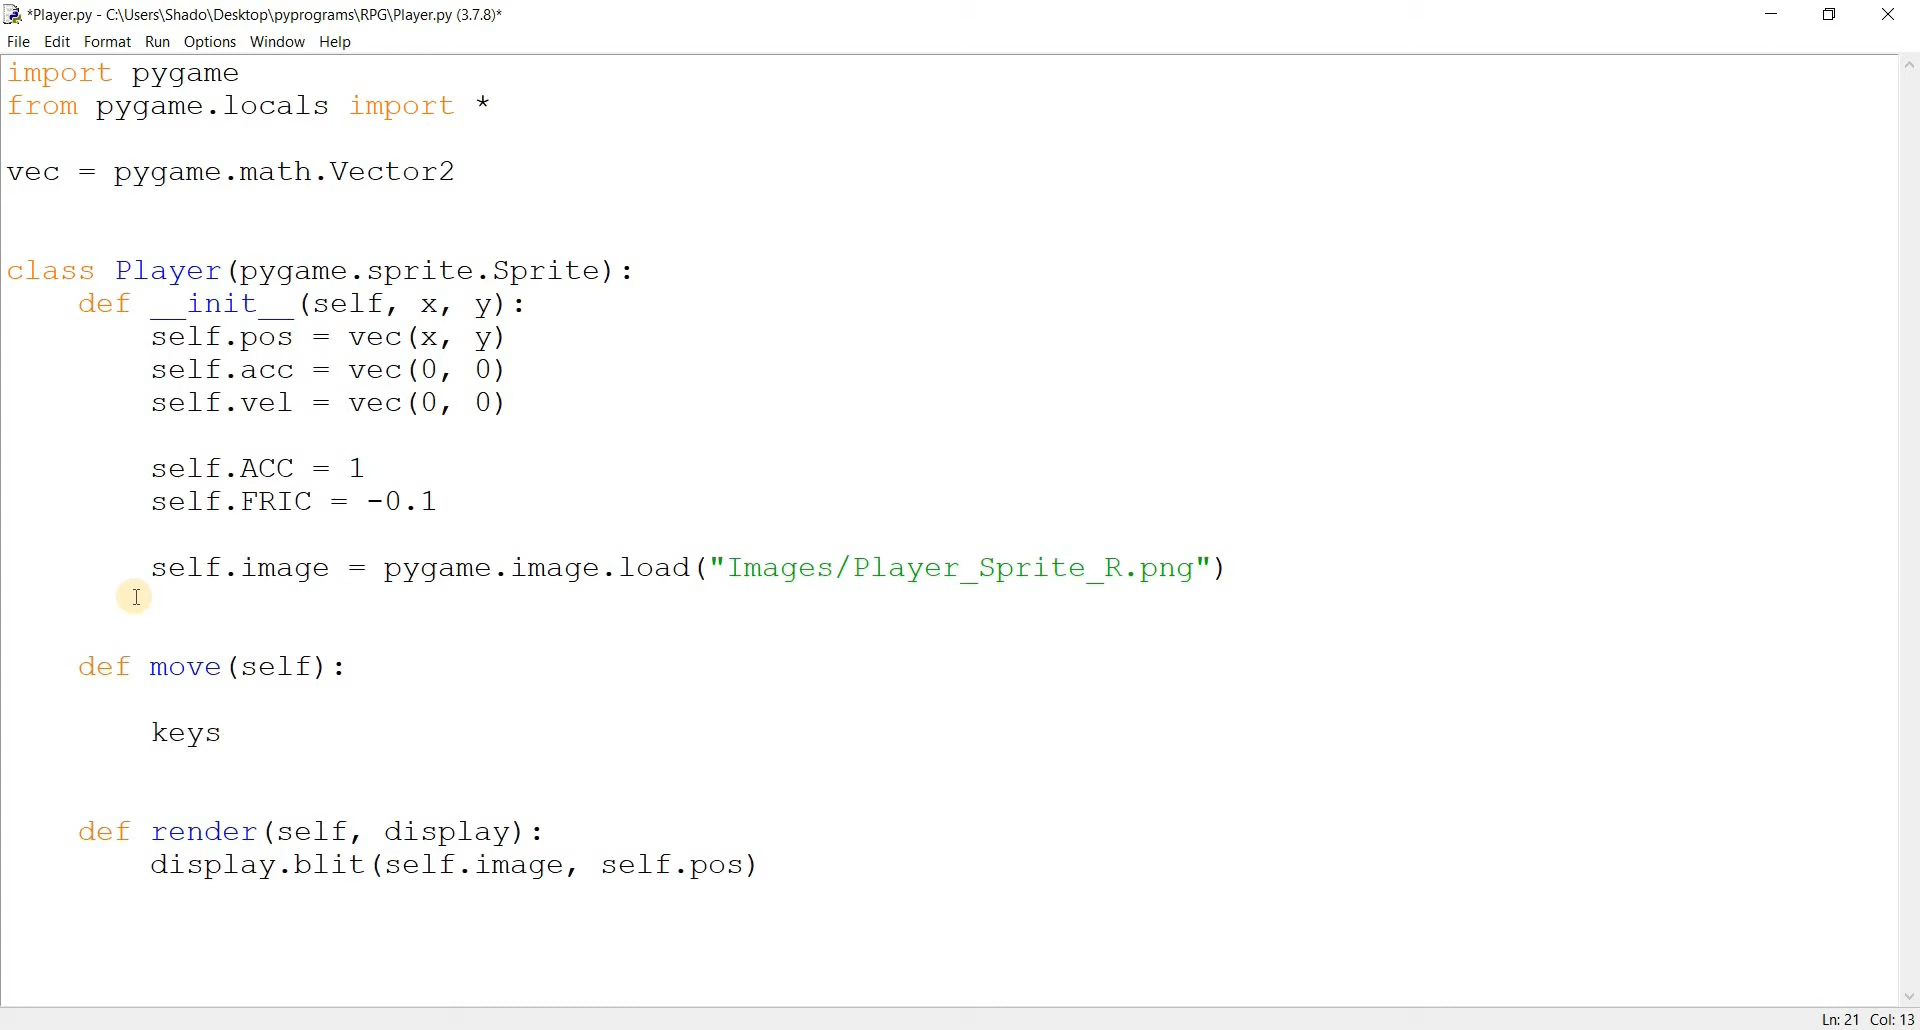 *Player.py - C:\Users\Shado\Desktop\pyprograms\RPG\Player.py (3.7.8)*
File Edit Format Run Options Window Help
import pygame
from pygame.locals import *
vec = pygame.math.Vector2
class Player(pygame.sprite.Sprite):
    def __init__(self, x, y):
        self.pos = vec(x, y)
        self.acc = vec(0, 0)
        self.vel = vec(0, 0)
        self.ACC = 1
        self.FRIC = -0.1
        self.image = pygame.image.load("Images/Player_Sprite_R.png")
    def move(self):
        keys
    def render(self, display):
        display.blit(self.image, self.pos)
Ln: 21 Col: 13